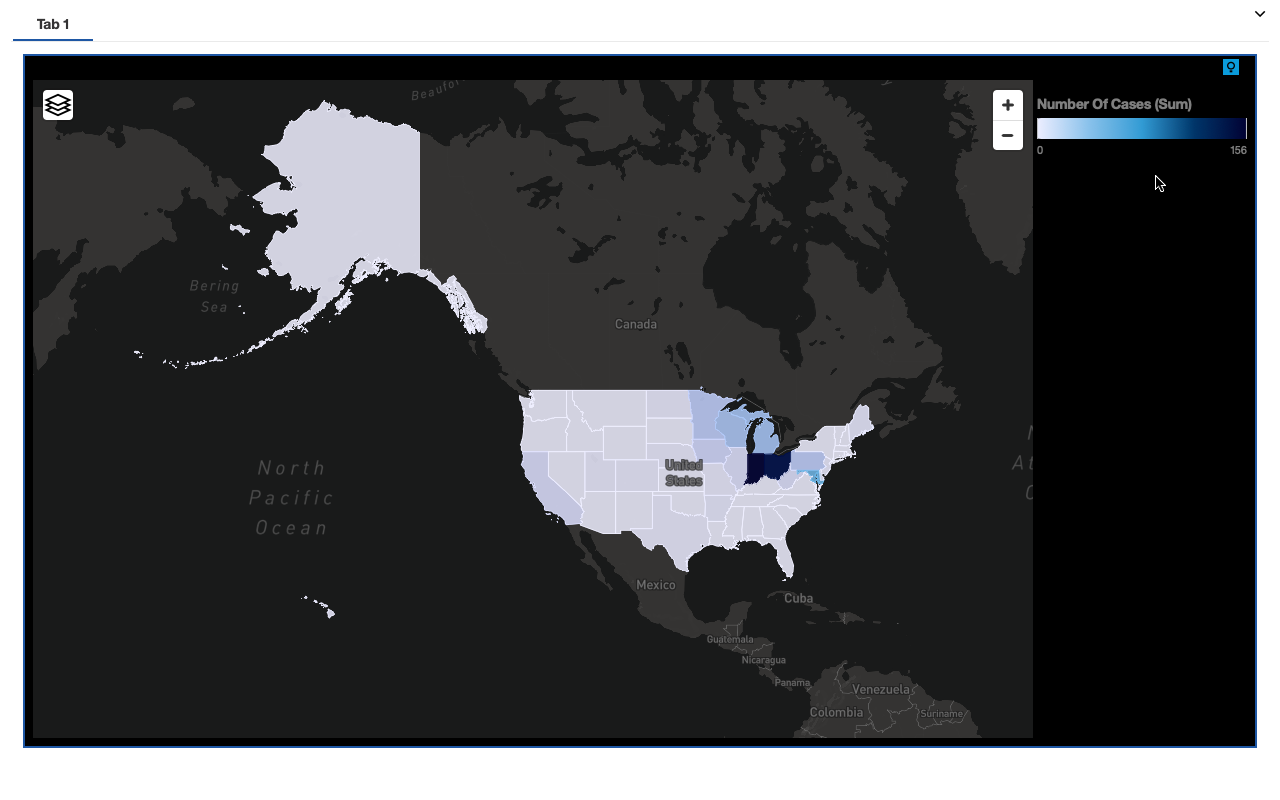 Tab 1
Number Of Cases (Sum)
0
156
Bering
Sea
Canada
North
Pacific
Ocean
United
States
Mexico
Cuba
Guatemala
Nicaragua
Panama
Venezuela
Colombia
Suriname